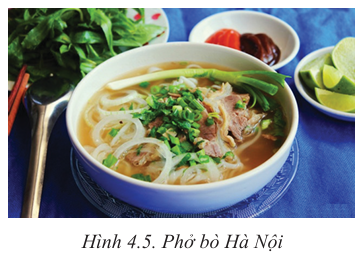 Hình 4.5. Phở bò Hà Nội